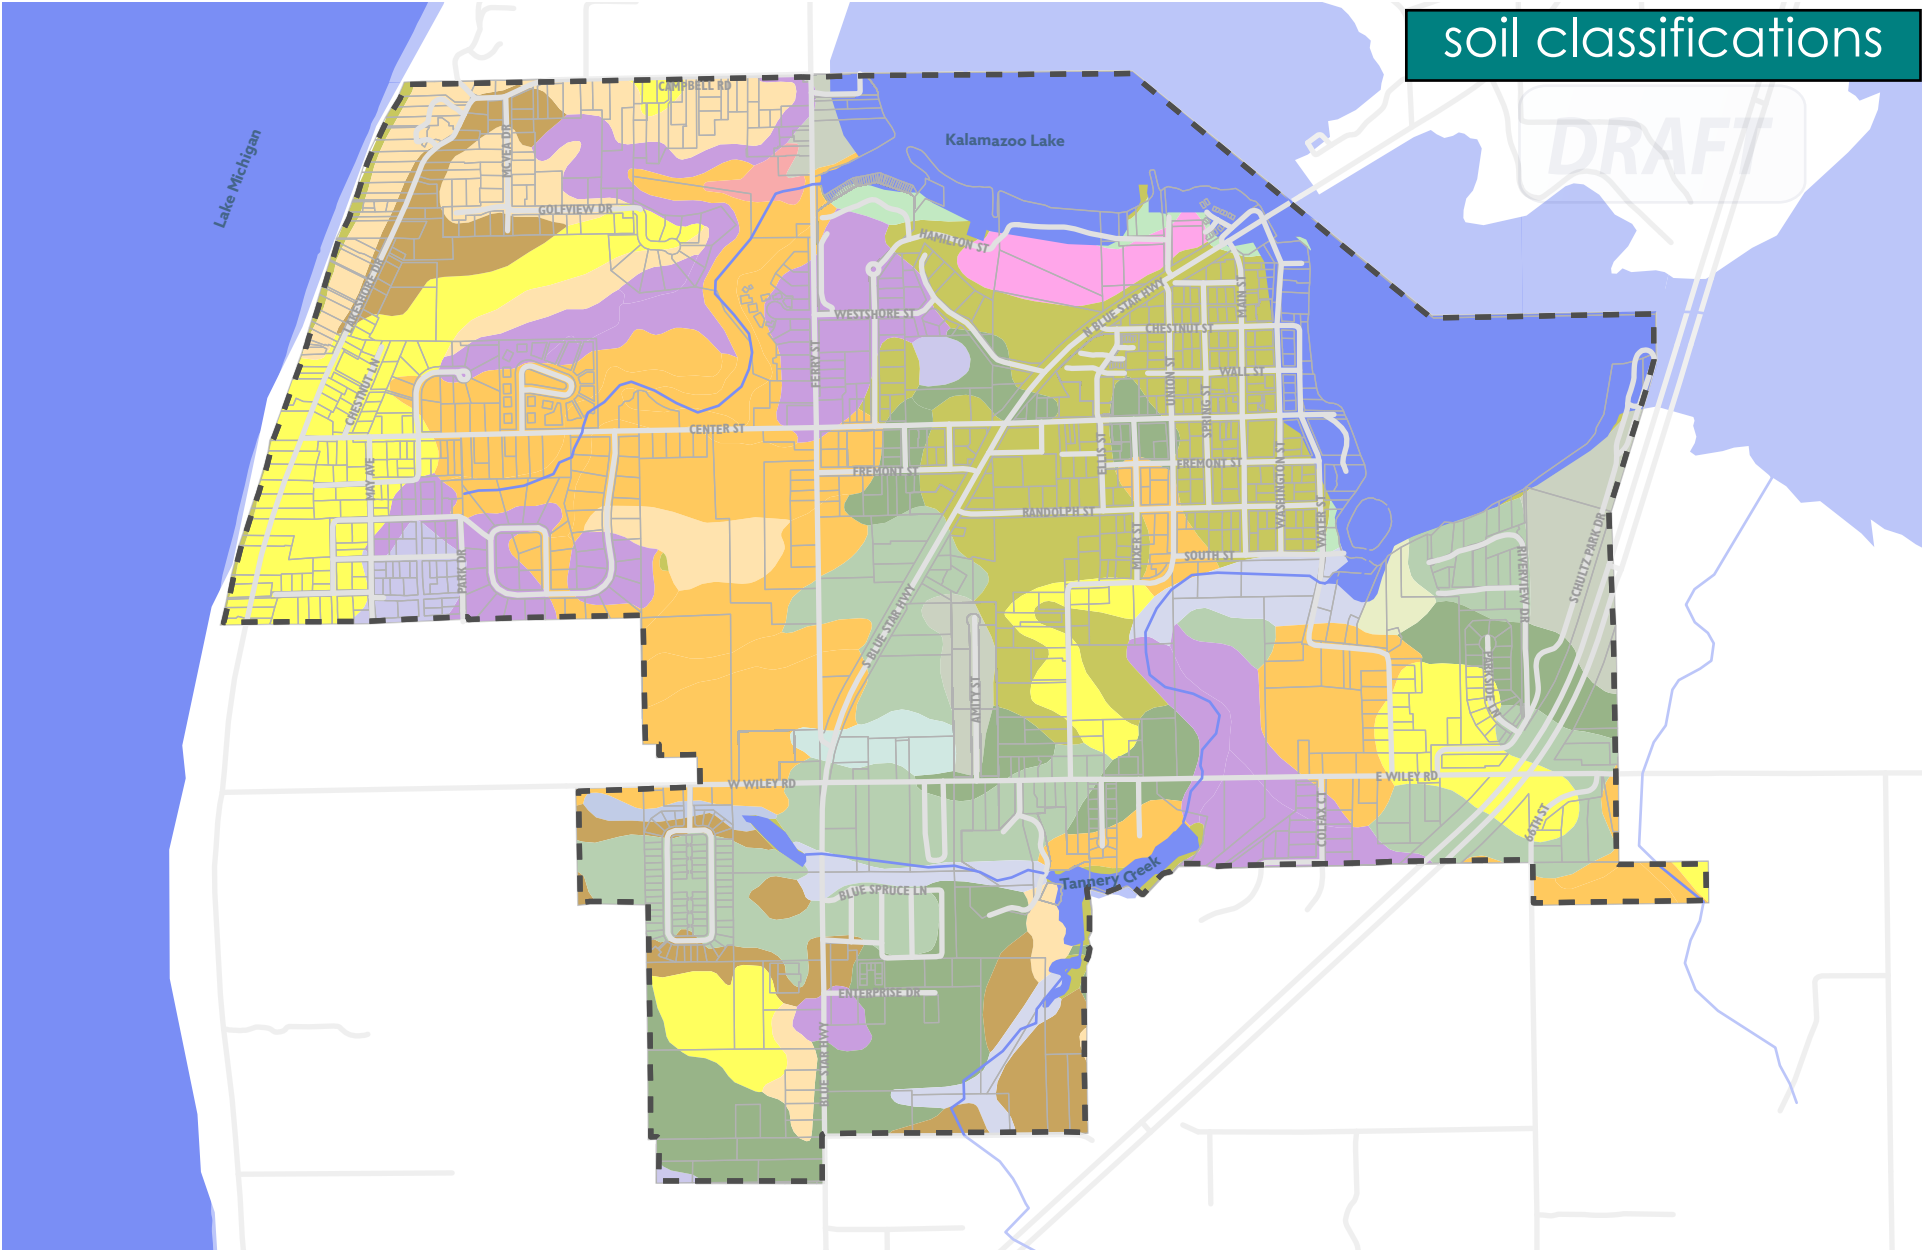 soil classifications
DRAFT
CAMPBELL RD
Lake Michigan
Kalamazoo Lake
MCVEA DR
GOLFVIEW DR
HAMILTON ST
LAKESHORE DR
WESTSHORE ST
N BLUE STAR HWY
MAIN ST
CHESTNUT ST
FERRY ST
CHESTNUT LN
UNION ST
WALL ST
SPRING ST
CENTER ST
ELLIS ST
MAY AVE
FREMONT ST
FREMONT ST
WASHINGTON ST
RANDOLPH ST
WATER ST
MIXER ST
SOUTH ST
PARK DR
RIVERVIEW DR
SCHULTZ PARK DR
S BLUE STAR HWY
AMITY ST
PARKSIDE LN
W WILEY RD
E WILEY RD
COLFAX CT
66TH ST
Tannery Creek
BLUE SPRUCE LN
ENTERPRISE DR
BLUE STAR HWY